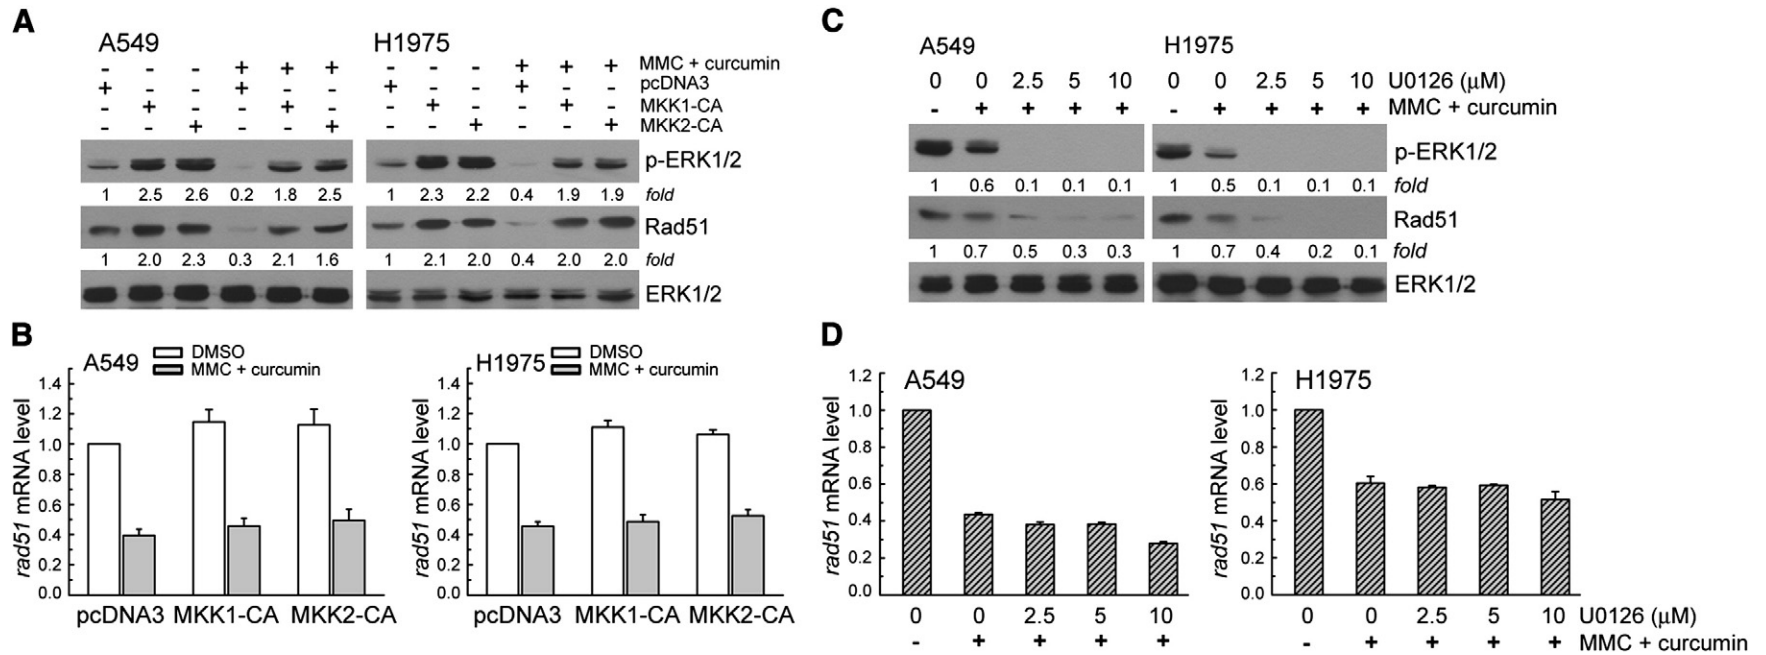 A
A549 H1975
- - - + + + - - - + + + MMC + curcumin
+ - - + - - + - - + - - pcDNA3
- + - - + - - + - - + - MKK1-CA
- - + - - + - - + - - + MKK2-CA
p-ERK1/2
1 2.5 2.6 0.2 1.8 2.5 1 2.3 2.2 0.4 1.9 1.9 fold
Rad51
1 2.0 2.3 0.3 2.1 1.6 1 2.1 2.0 0.4 2.0 2.0 fold
ERK1/2
B
A549
DMSO
MMC + curcumin
rad51 mRNA level
1.4
1.2
1.0
0.8
0.6
0.4
0.2
0.0
pcDNA3 MKK1-CA MKK2-CA
H1975
DMSO
MMC + curcumin
rad51 mRNA level
1.4
1.2
1.0
0.8
0.6
0.4
0.2
0.0
pcDNA3 MKK1-CA MKK2-CA
C
A549 H1975
0 0 2.5 5 10 0 0 2.5 5 10 U0126 (μM)
- + + + + - + + + + MMC + curcumin
p-ERK1/2
1 0.6 0.1 0.1 0.1 1 0.5 0.1 0.1 0.1 fold
Rad51
1 0.7 0.5 0.3 0.3 1 0.7 0.4 0.2 0.1 fold
ERK1/2
D
A549
rad51 mRNA level
1.2
1.0
0.8
0.6
0.4
0.2
0.0
H1975
rad51 mRNA level
1.2
1.0
0.8
0.6
0.4
0.2
0.0
0 0 2.5 5 10 0 0 2.5 5 10 U0126 (μM)
- + + + + - + + + + MMC + curcumin